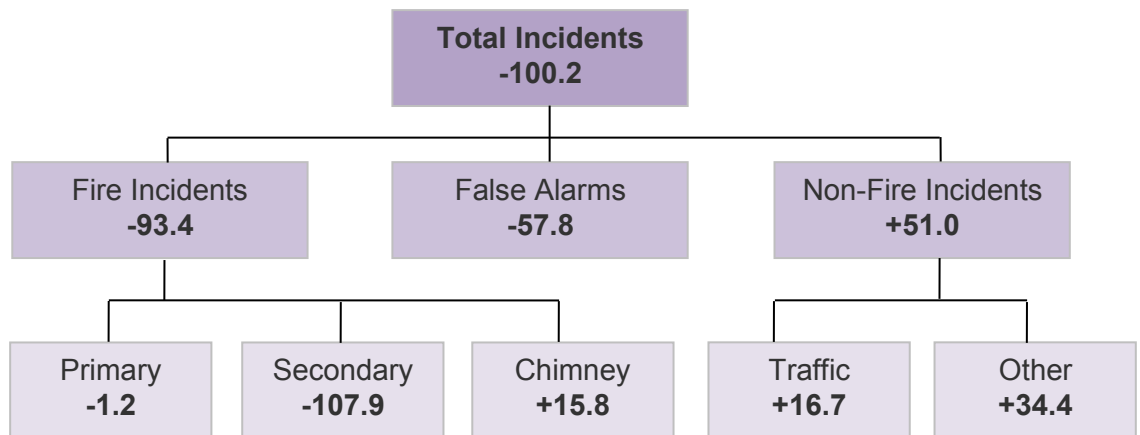 Total Incidents
-100.2
Fire Incidents
-93.4
False Alarms
-57.8
Non-Fire Incidents
+51.0
Primary
-1.2
Secondary
-107.9
Chimney
+15.8
Traffic
+16.7
Other
+34.4